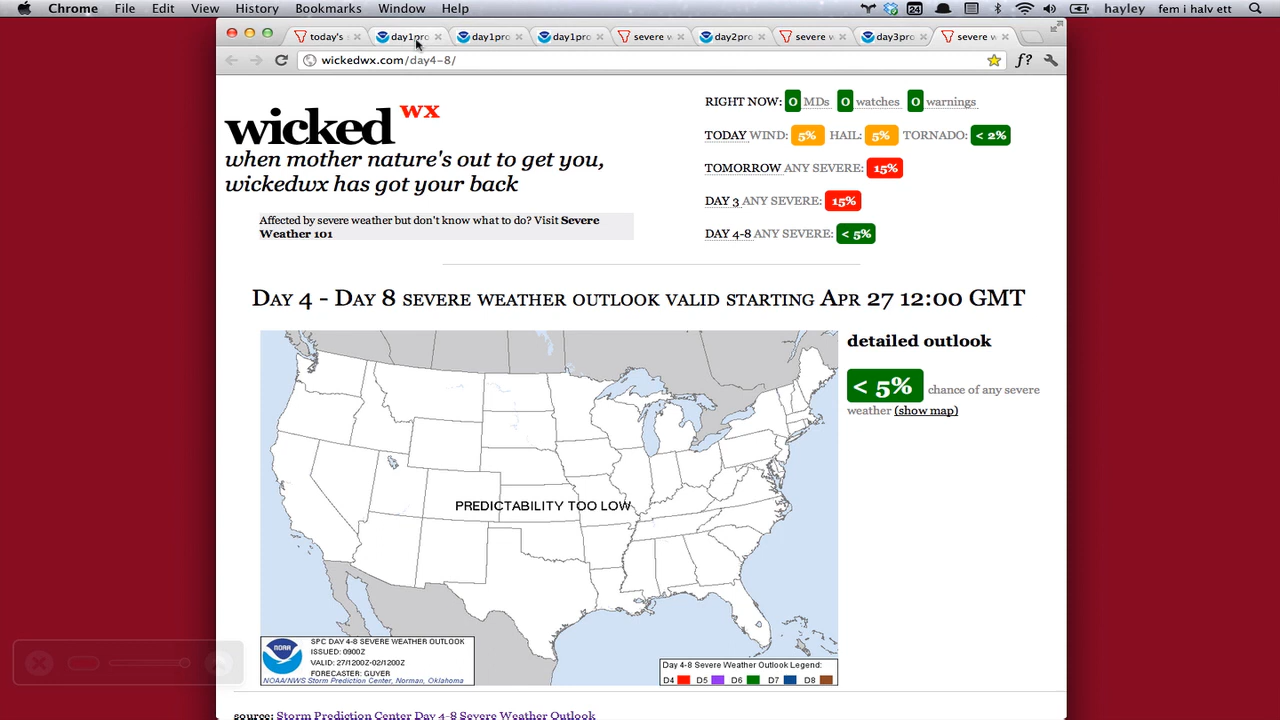 Chrome File Edit View History Bookmarks Window Help 24 hayley fem i halv ett
today's day1pro day1pro day1pro severe w day2pro severe w day3pro severe w
wickedwx.com/day4-8/ f?
wicked wx
when mother nature's out to get you,
wickedwx has got your back
Affected by severe weather but don't know what to do? Visit Severe
Weather 101
RIGHT NOW: 0 MDs 0 watches 0 warnings
TODAY WIND: 5% HAIL: 5% TORNADO: < 2%
TOMORROW ANY SEVERE: 15%
DAY 3 ANY SEVERE: 15%
DAY 4-8 ANY SEVERE: < 5%
Day 4 - Day 8 severe weather outlook valid starting Apr 27 12:00 GMT
PREDICTABILITY TOO LOW
NOAA
SPC DAY 4-8 SEVERE WEATHER OUTLOOK
ISSUED: 0900Z
VALID: 27/1200Z-02/1200Z
FORECASTER: GUYER
NOAA/NWS Storm Prediction Center, Norman, Oklahoma
Day 4-8 Severe Weather Outlook Legend:
D4 D5 D6 D7 D8
detailed outlook
< 5% chance of any severe
weather (show map)
source: Storm Prediction Center Day 4-8 Severe Weather Outlook